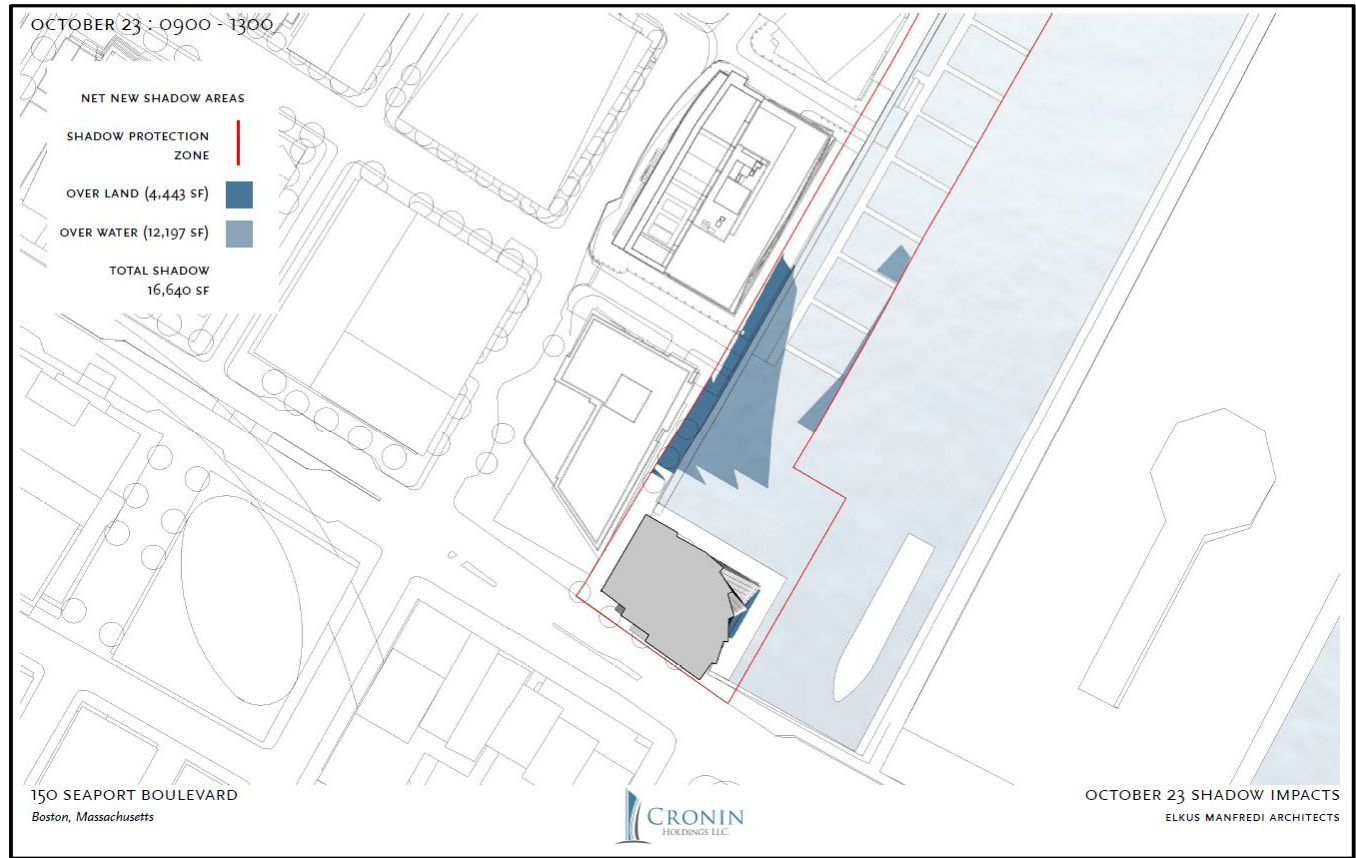 OCTOBER 23 : 0900 - 1300
NET NEW SHADOW AREAS
SHADOW PROTECTION
ZONE
OVER LAND (4,443 SF)
OVER WATER (12,197 SF)
TOTAL SHADOW
16,640 SF
150 SEAPORT BOULEVARD
Boston, Massachusetts
CRONIN
HOLDINGS LLC.
OCTOBER 23 SHADOW IMPACTS
ELKUS MANFREDI ARCHITECTS